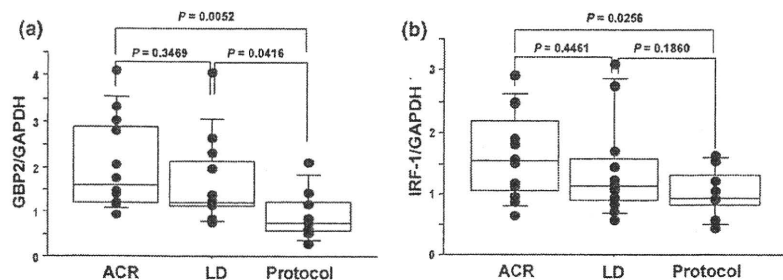 (a)
P = 0.0052
P = 0.3469
P = 0.0416
GBP2/GAPDH
4
3
2
1
0
ACR LD Protocol
(b)
P = 0.0256
P = 0.4461
P = 0.1860
IRF-1/GAPDH
3
2
1
0
ACR LD Protocol